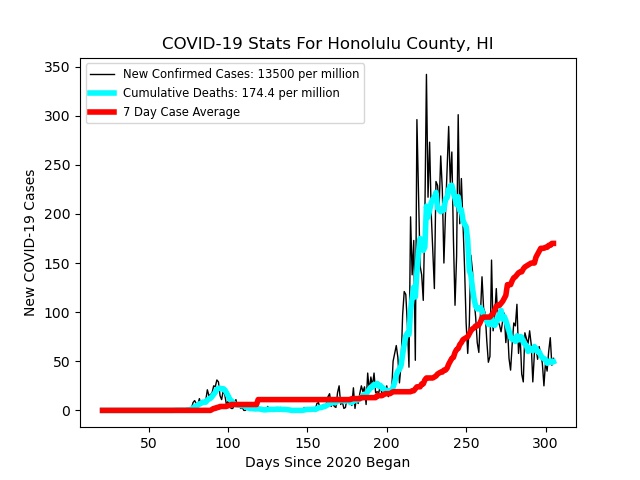 COVID-19 Stats For Honolulu County, HI
New Confirmed Cases: 13500 per million
Cumulative Deaths: 174.4 per million
7 Day Case Average
New COVID-19 Cases
350
300
250
200
150
100
50
0
50 100 150 200 250 300
Days Since 2020 Began